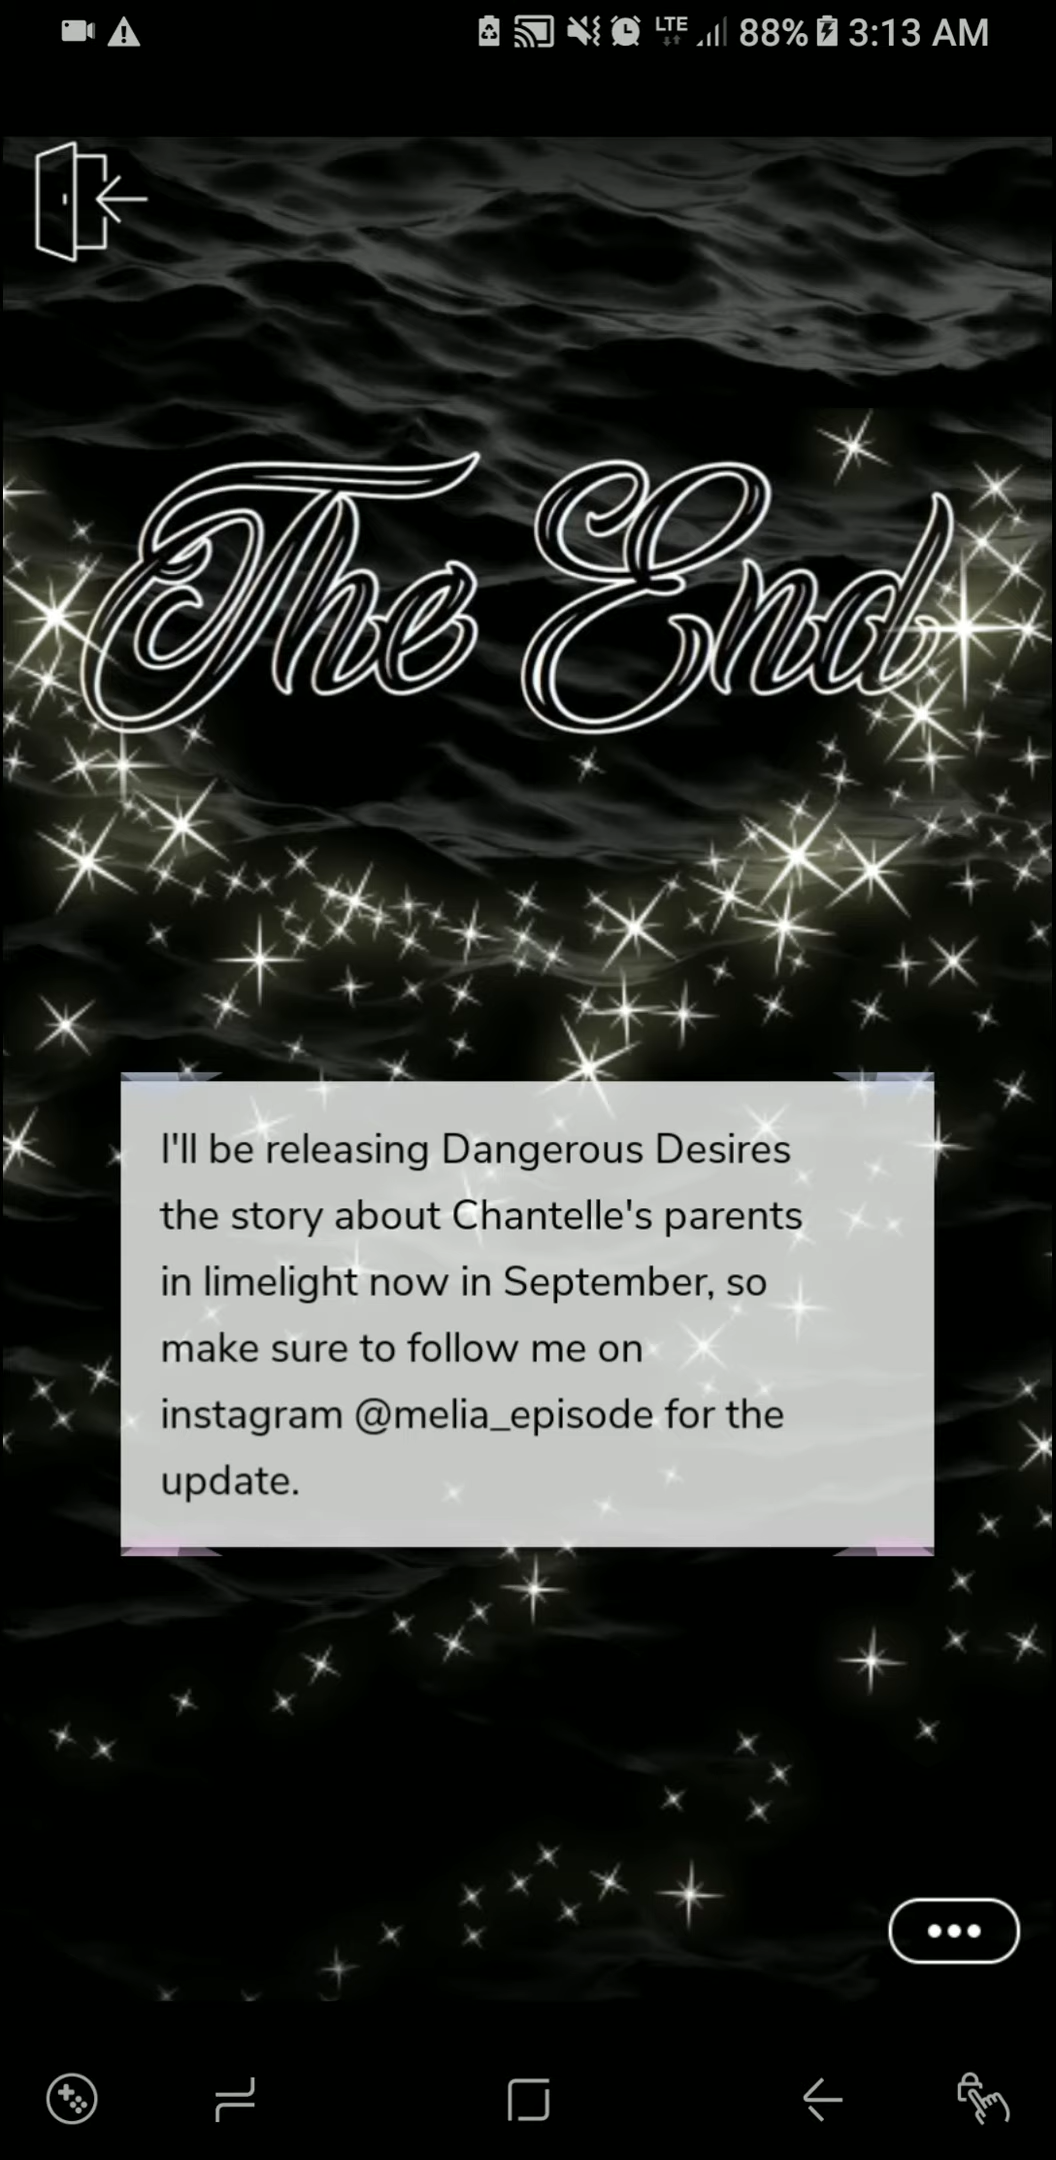 LTE 88% 3:13 AM
The End
I'll be releasing Dangerous Desires
the story about Chantelle's parents
in limelight now in September, so
make sure to follow me on
instagram @melia_episode for the
update.